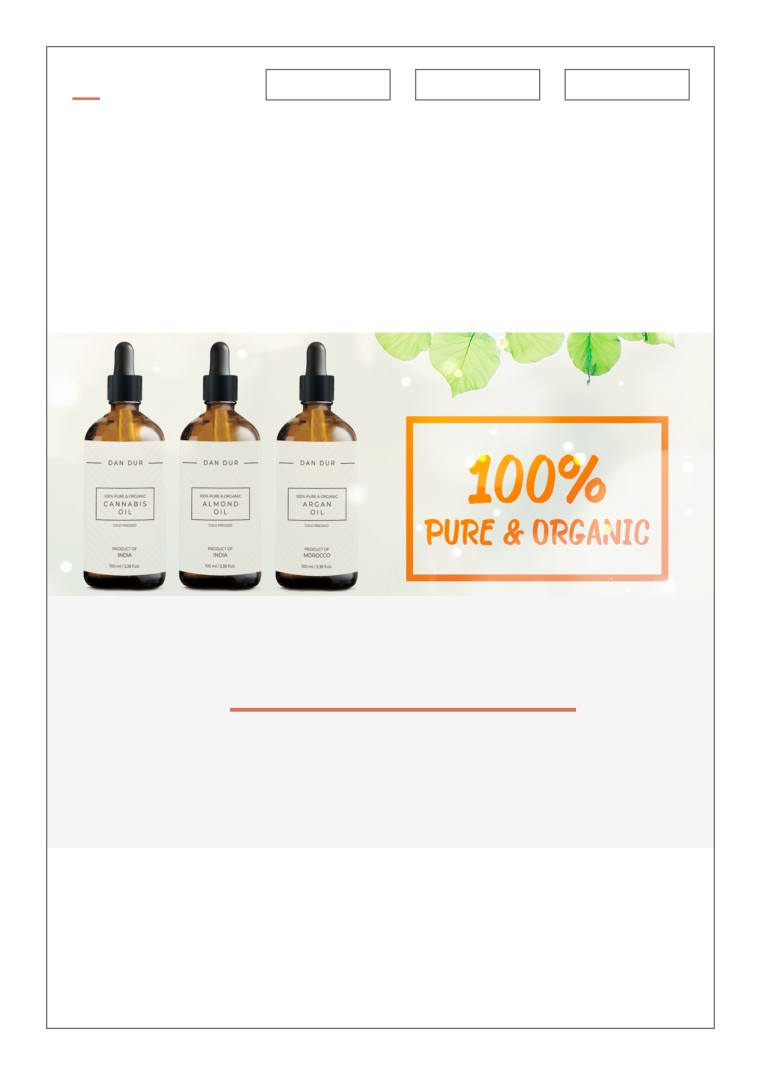 DAN DUR
100% PURE & ORGANIC
CANNABIS
OIL
COLD PRESSED
PRODUCT OF
INDIA
100 ml / 3,38 fl.oz.
DAN DUR
100% PURE & ORGANIC
ALMOND
OIL
COLD PRESSED
PRODUCT OF
INDIA
100 ml / 3,38 fl.oz.
DAN DUR
100% PURE & ORGANIC
ARGAN
OIL
COLD PRESSED
PRODUCT OF
MOROCCO
100 ml / 3,38 fl.oz.
100%
PURE & ORGANIC